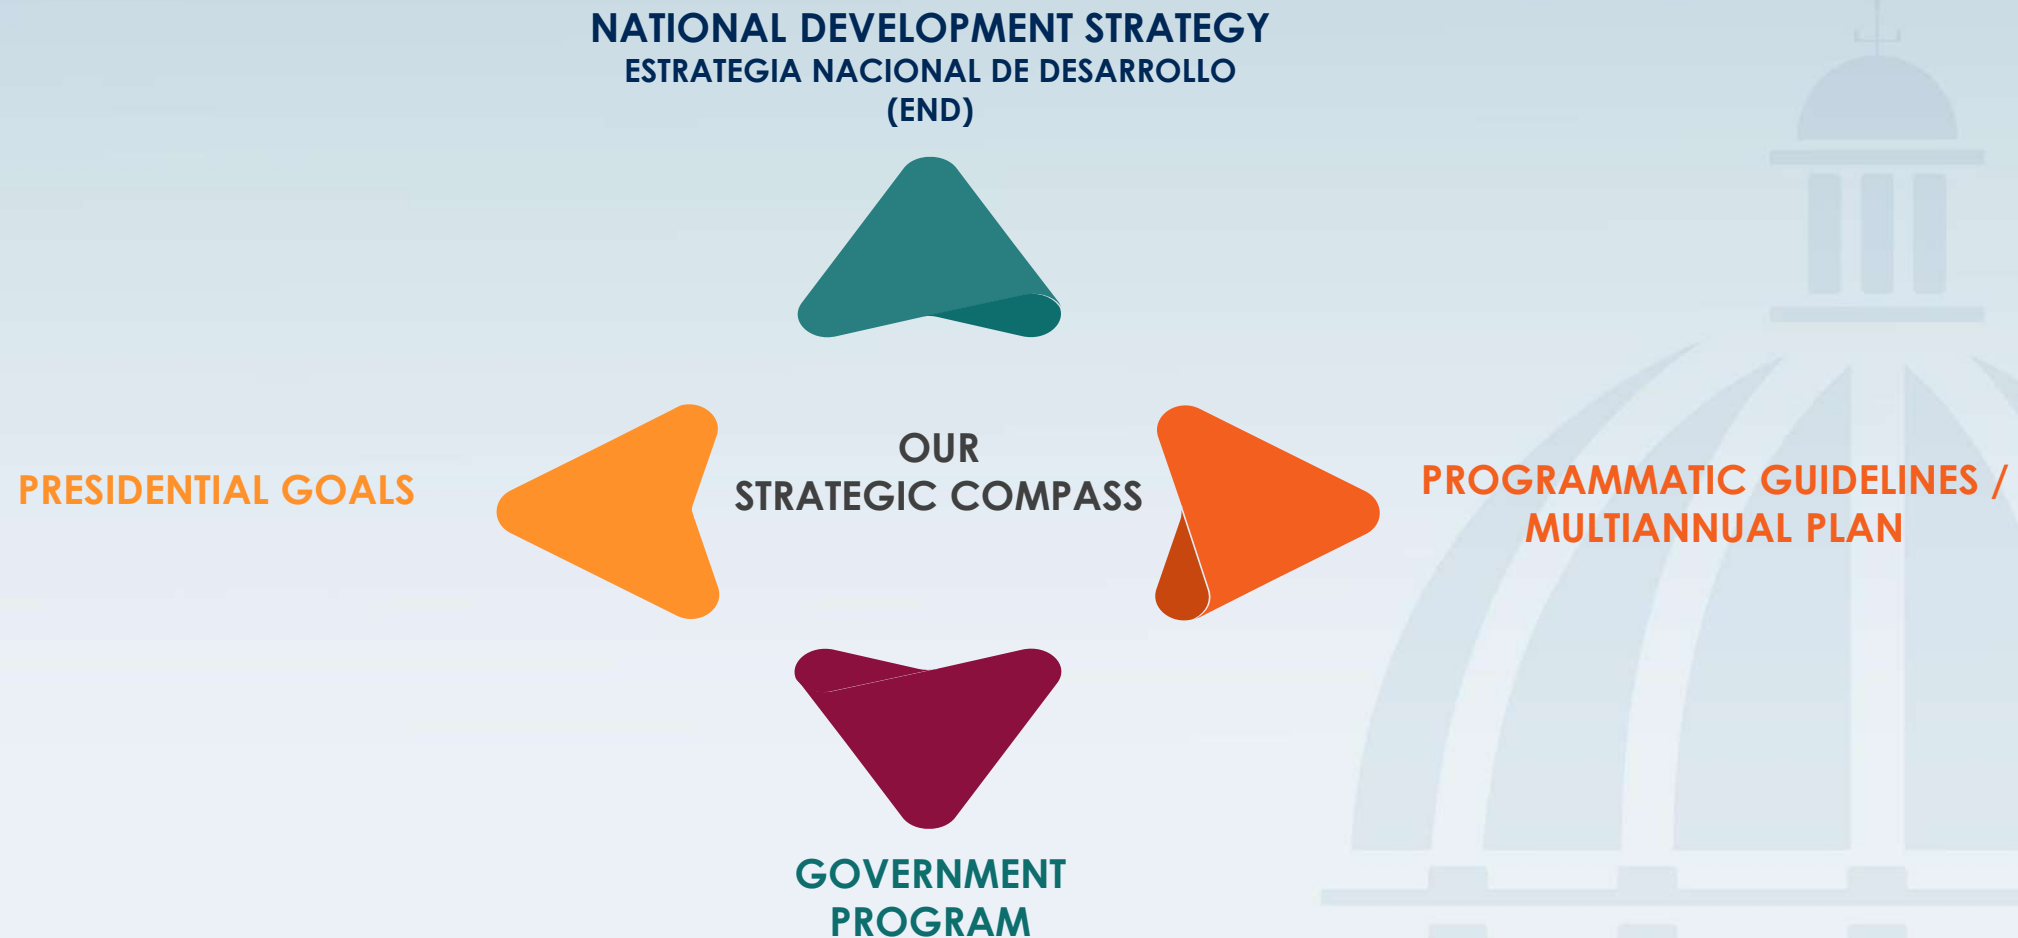 NATIONAL DEVELOPMENT STRATEGY
ESTRATEGIA NACIONAL DE DESARROLLO
(END)
OUR
STRATEGIC COMPASS
PRESIDENTIAL GOALS
PROGRAMMATIC GUIDELINES /
MULTIANNUAL PLAN
GOVERNMENT
PROGRAM